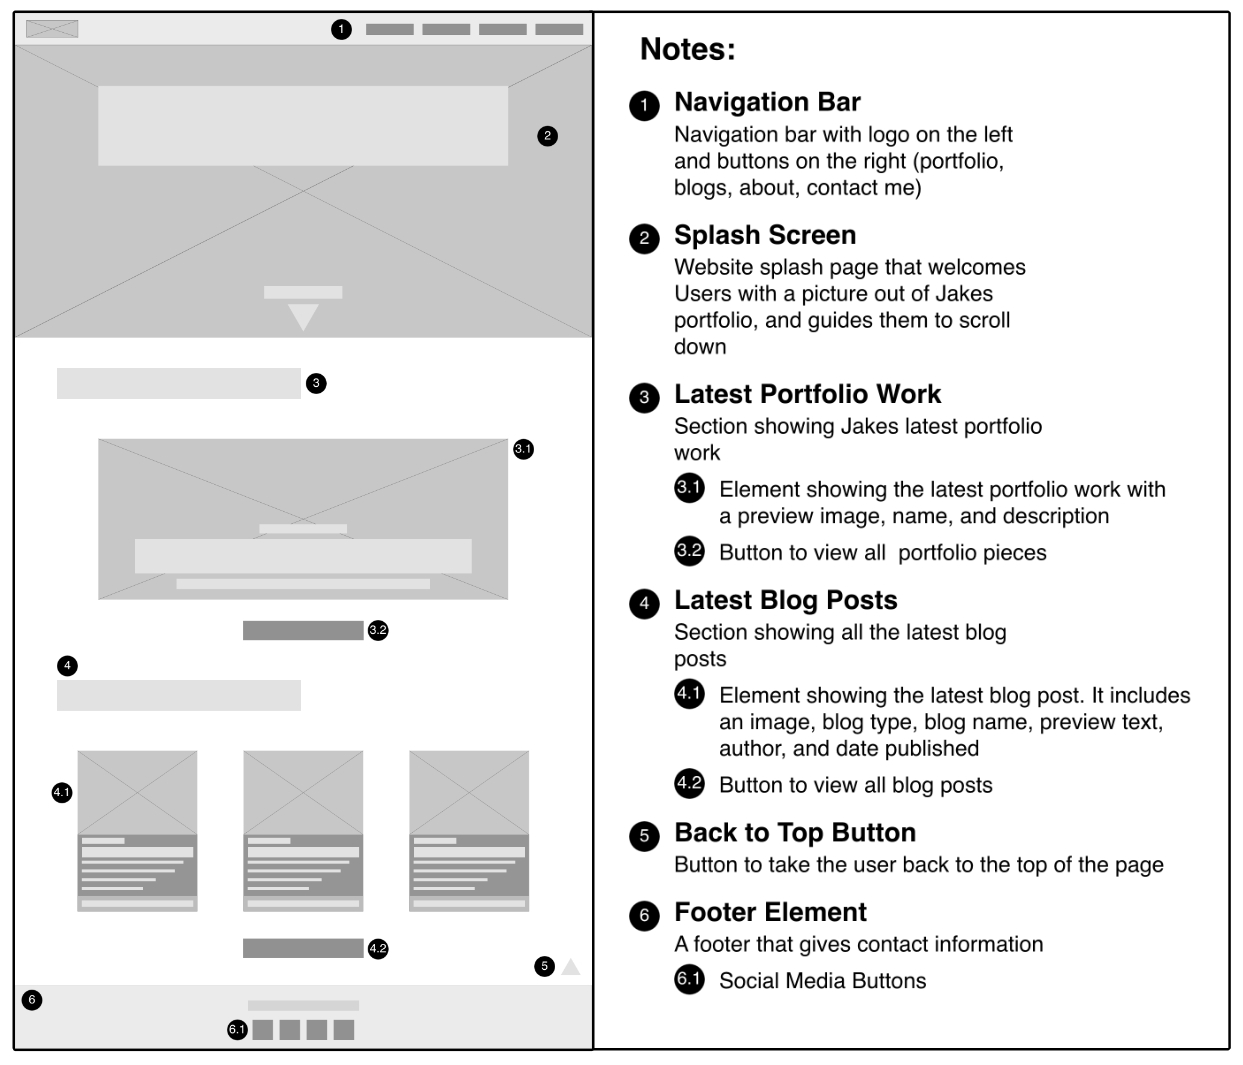 1
2
3
3.1
3.2
4
4.1
4.2
5
6
6.1
Notes:
1 Navigation Bar
Navigation bar with logo on the left
and buttons on the right (portfolio,
blogs, about, contact me)
2 Splash Screen
Website splash page that welcomes
Users with a picture out of Jakes
portfolio, and guides them to scroll
down
3 Latest Portfolio Work
Section showing Jakes latest portfolio
work
3.1 Element showing the latest portfolio work with
a preview image, name, and description
3.2 Button to view all  portfolio pieces
4 Latest Blog Posts
Section showing all the latest blog
posts
4.1 Element showing the latest blog post. It includes
an image, blog type, blog name, preview text,
author, and date published
4.2 Button to view all blog posts
5 Back to Top Button
Button to take the user back to the top of the page
6 Footer Element
A footer that gives contact information
6.1 Social Media Buttons